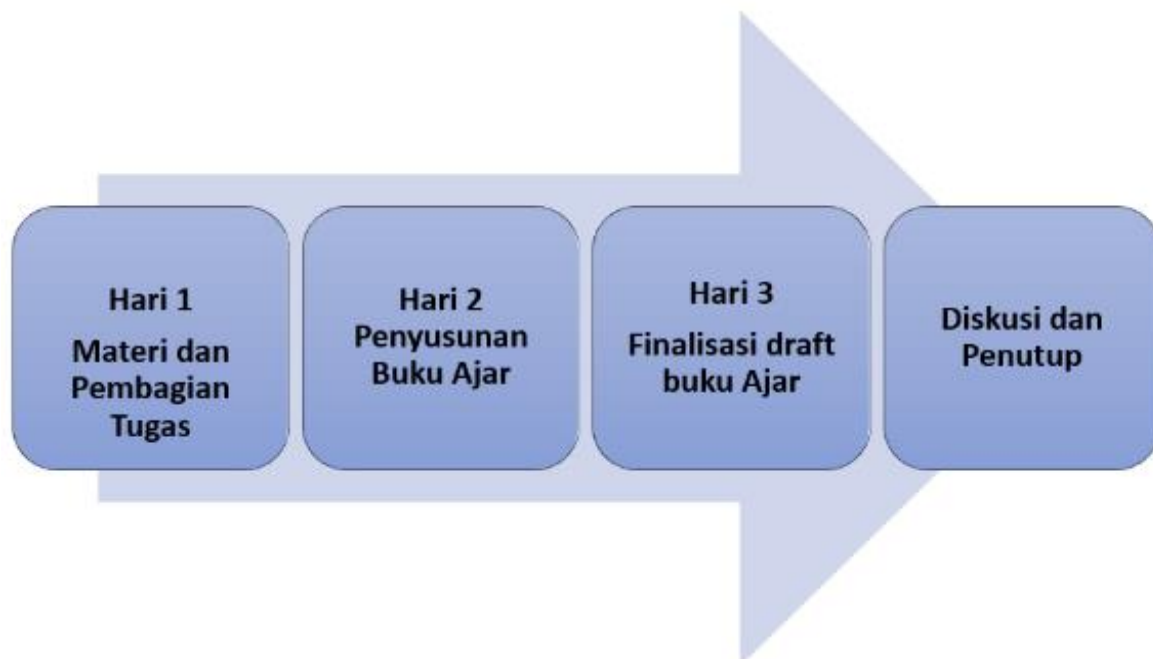 Hari 1
Materi dan
Pembagian
Tugas
Hari 2
Penyusunan
Buku Ajar
Hari 3
Finalisasi draft
buku Ajar
Diskusi dan
Penutup